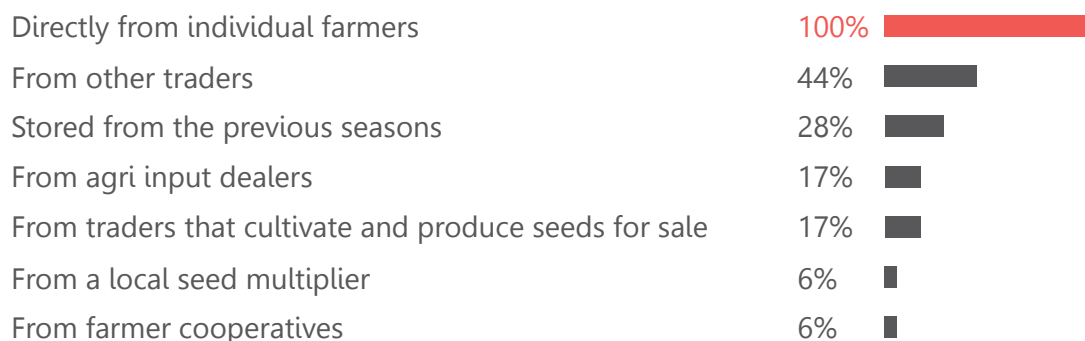 Directly from individual farmers 100%
From other traders 44%
Stored from the previous seasons 28%
From agri input dealers 17%
From traders that cultivate and produce seeds for sale 17%
From a local seed multiplier 6%
From farmer cooperatives 6%